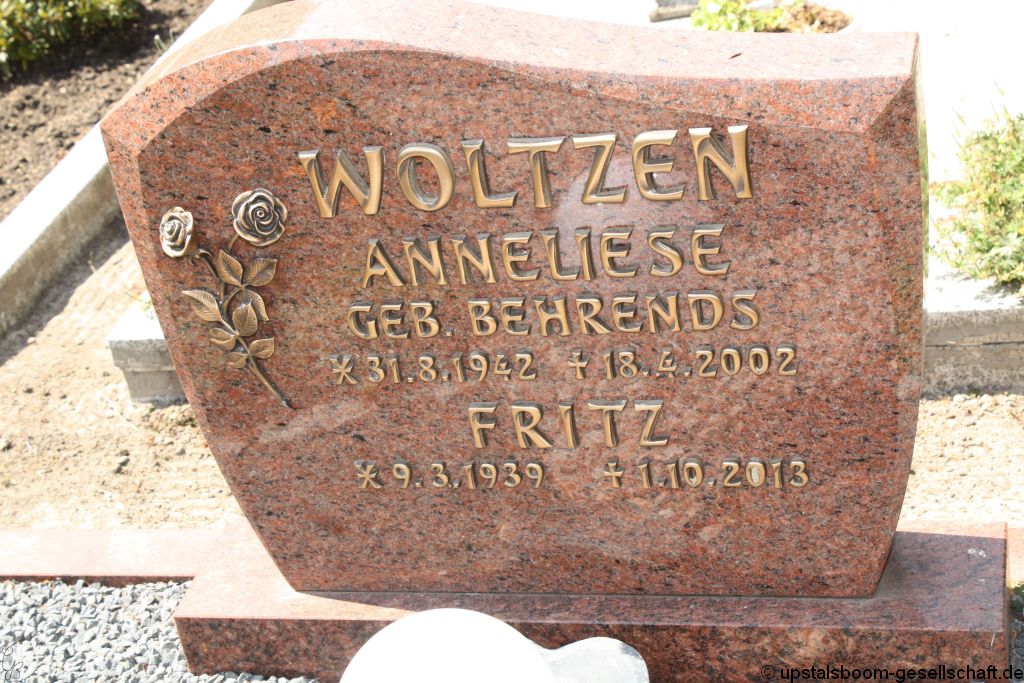 WOLTZEN
ANNELIESE
GEB. BEHRENDS
* 31.8.1942 † 18.4.2002
FRITZ
* 9.3.1939 † 1.10.2013
© upstalsboom-gesellschaft.de